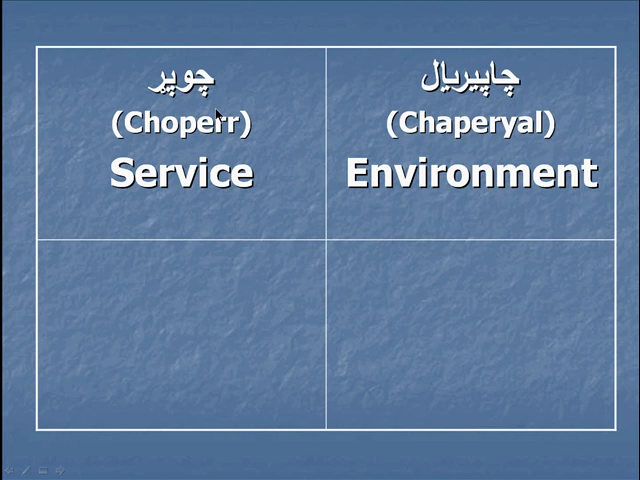 چوپړ
(Choperr)
Service
چاپیریال
(Chaperyal)
Environment